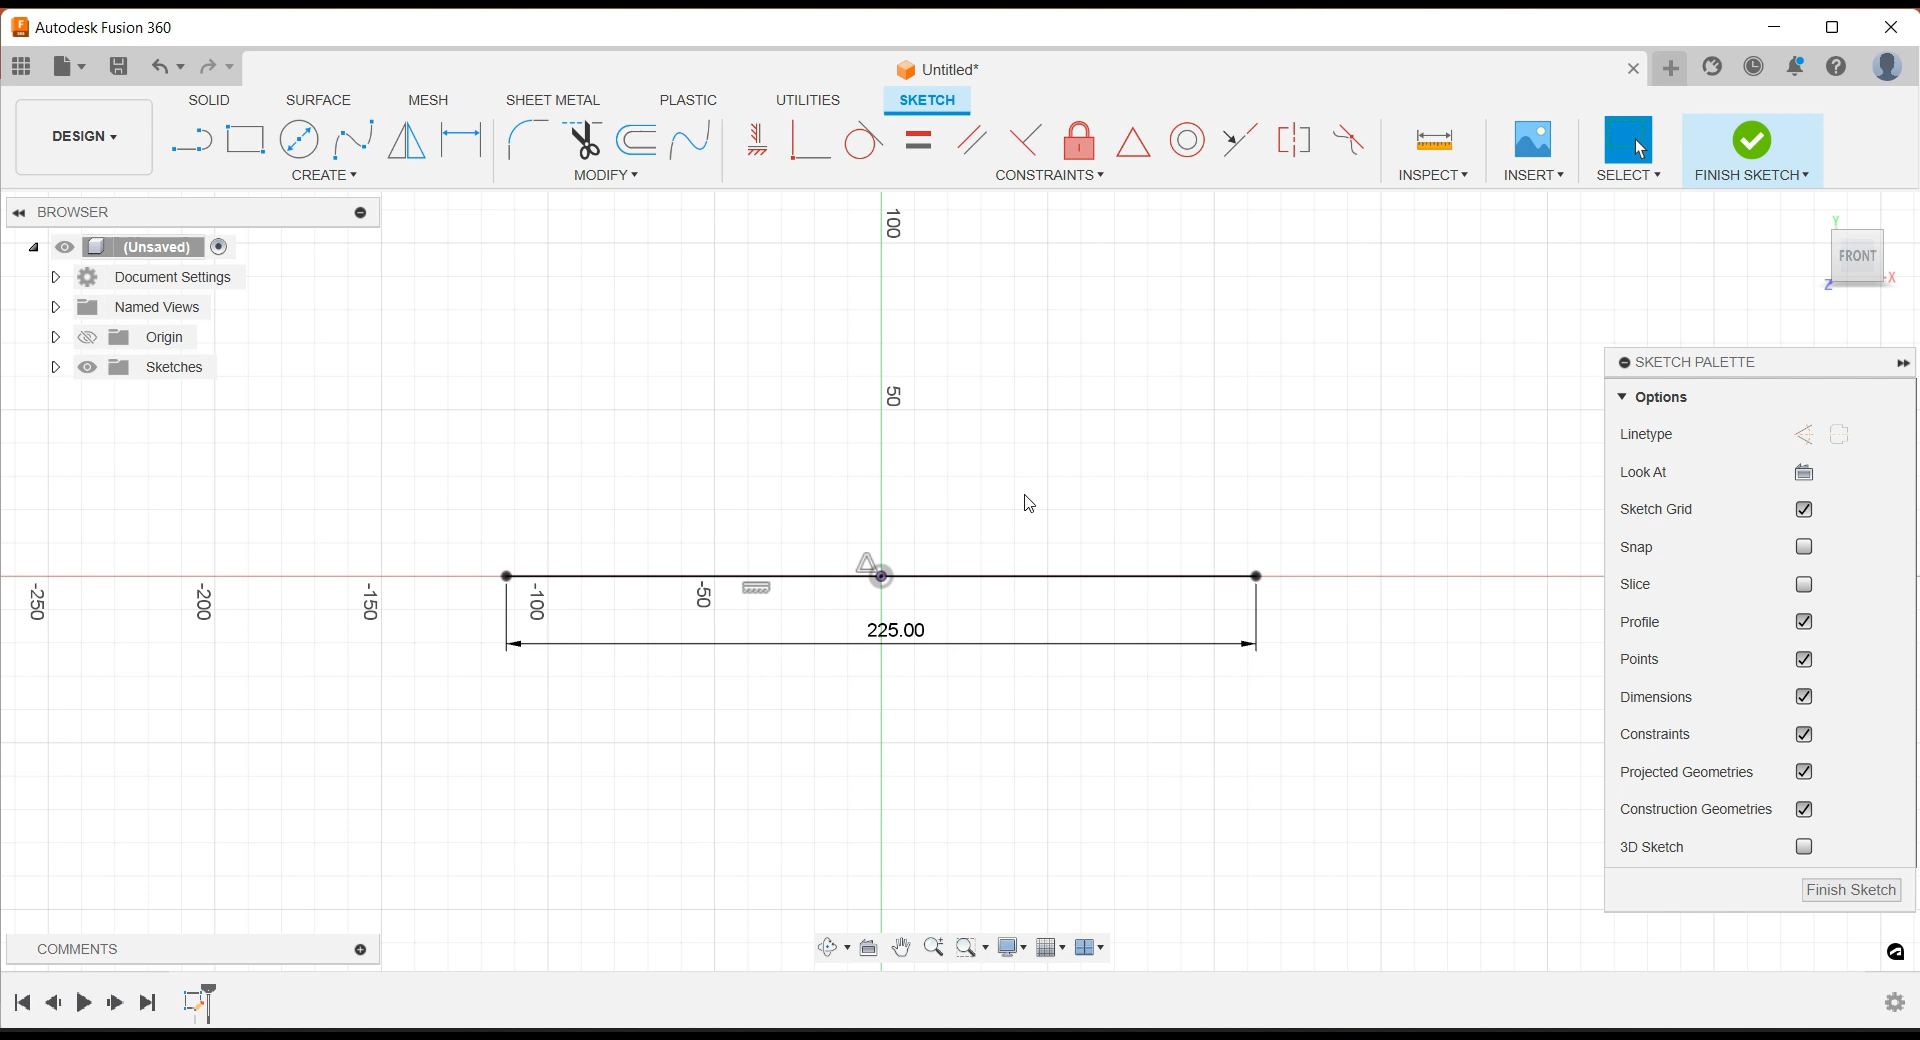 Autodesk Fusion 360
Untitled*
SOLID SURFACE MESH SHEET METAL PLASTIC UTILITIES SKETCH
DESIGN
CREATE MODIFY CONSTRAINTS INSPECT INSERT SELECT FINISH SKETCH
BROWSER
(Unsaved)
Document Settings
Named Views
Origin
Sketches
100
50
Y
FRONT
Z
-X
SKETCH PALETTE
Options
Linetype
Look At
Sketch Grid
Snap
Slice
Profile
Points
Dimensions
Constraints
Projected Geometries
Construction Geometries
3D Sketch
Finish Sketch
-250
-200
-150
-100
-50
225.00
COMMENTS